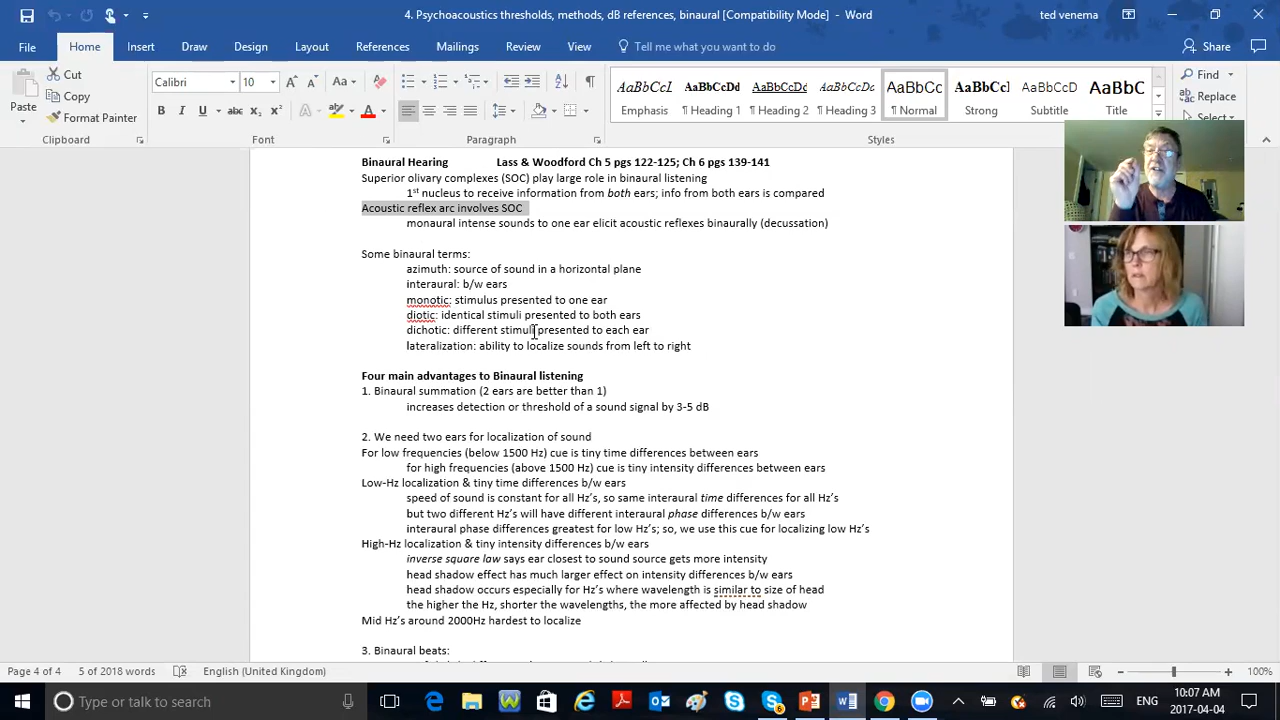 4. Psychoacoustics thresholds, methods, dB references, binaural [Compatibility Mode] - Word
ted venema
File Home Insert Draw Design Layout References Mailings Review View Tell me what you want to do Share
Paste
Cut
Copy
Format Painter
Clipboard
Calibri 10
Font
Paragraph
AaBbCcL Emphasis
AaBbCcDd ¶ Heading 1
AaBbCcDd ¶ Heading 2
AaBbCcDd ¶ Heading 3
AaBbCc ¶ Normal
AaBbCc Strong
AaBbCcD Subtitle
AaBbC Title
Styles
Find
Replace
Select
Binaural Hearing Lass & Woodford Ch 5 pgs 122-125; Ch 6 pgs 139-141
Superior olivary complexes (SOC) play large role in binaural listening
1st nucleus to receive information from both ears; info from both ears is compared
Acoustic reflex arc involves SOC
monaural intense sounds to one ear elicit acoustic reflexes binaurally (decussation)
Some binaural terms:
azimuth: source of sound in a horizontal plane
interaural: b/w ears
monotic: stimulus presented to one ear
diotic: identical stimuli presented to both ears
dichotic: different stimuli presented to each ear
lateralization: ability to localize sounds from left to right
Four main advantages to Binaural listening
1. Binaural summation (2 ears are better than 1)
increases detection or threshold of a sound signal by 3-5 dB
2. We need two ears for localization of sound
For low frequencies (below 1500 Hz) cue is tiny time differences between ears
for high frequencies (above 1500 Hz) cue is tiny intensity differences between ears
Low-Hz localization & tiny time differences b/w ears
speed of sound is constant for all Hz's, so same interaural time differences for all Hz's
but two different Hz's will have different interaural phase differences b/w ears
interaural phase differences greatest for low Hz's; so, we use this cue for localizing low Hz's
High-Hz localization & tiny intensity differences b/w ears
inverse square law says ear closest to sound source gets more intensity
head shadow effect has much larger effect on intensity differences b/w ears
head shadow occurs especially for Hz's where wavelength is similar to size of head
the higher the Hz, shorter the wavelengths, the more affected by head shadow
Mid Hz's around 2000Hz hardest to localize
3. Binaural beats:
Page 4 of 4 5 of 2018 words English (United Kingdom) 100%
Type here to search
ENG
10:07 AM
2017-04-04